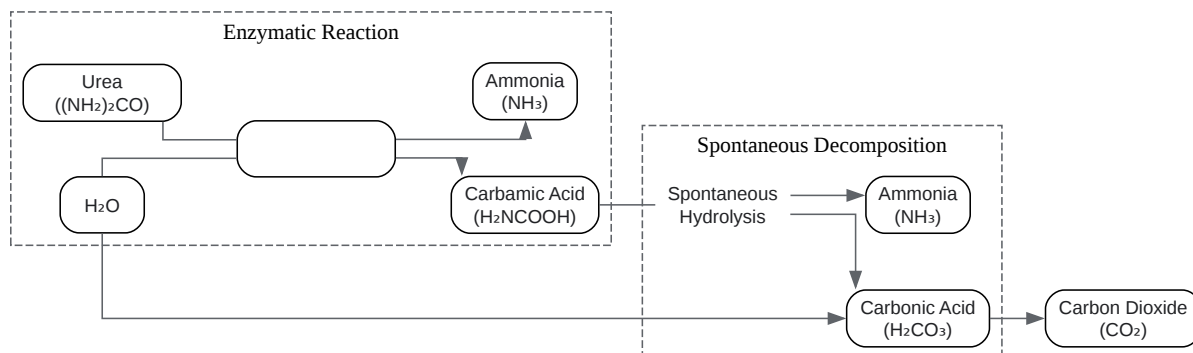 Enzymatic Reaction
Urea
((NH₂)₂CO)
Ammonia
(NH₃)
H₂O
Carbamic Acid
(H₂NCOOH)
Spontaneous Decomposition
Spontaneous
Hydrolysis
Ammonia
(NH₃)
Carbonic Acid
(H₂CO₃)
Carbon Dioxide
(CO₂)